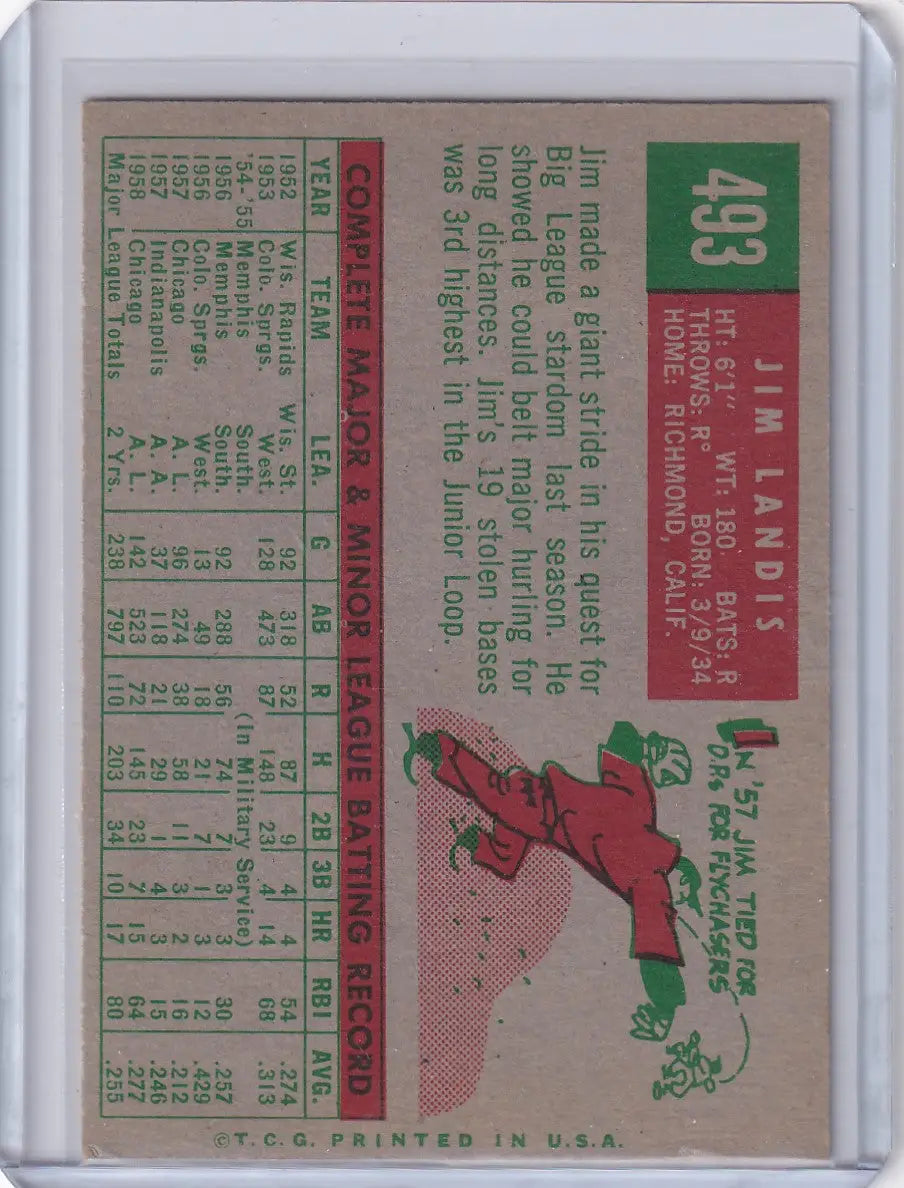 493
JIM LANDIS
HT: 6'1" WT: 180 BATS: R
THROWS: R BORN: 3/9/34
HOME: RICHMOND, CALIF.
Jim made a giant stride in his quest for
Big League stardom last season. He
showed he could belt major hurling for
long distances. Jim's 19 stolen bases
was 3rd highest in the Junior Loop.
IN '57 JIM TIED FOR
D.P.s FOR FLYCHASERS
COMPLETE MAJOR & MINOR LEAGUE BATTING RECORD
YEAR TEAM LEA. G AB R H 2B 3B HR RBI AVG.
1952 Wis. Rapids Wis. St. 92 318 52 87 9 4 4 54 .274
1953 Colo. Sprgs. West. 128 473 87 148 23 4 14 68 .313
'54-'55 Memphis South. (In Military Service)
1956 Memphis South. 92 288 56 74 7 3 3 30 .257
1956 Colo. Sprgs. West. 13 49 18 21 7 1 3 12 .429
1957 Chicago A. L. 96 274 38 58 11 3 2 16 .212
1957 Indianapolis A. A. 37 118 21 29 1 4 3 15 .246
1958 Chicago A. L. 142 523 72 145 23 7 15 64 .277
Major League Totals 2 Yrs. 238 797 110 203 34 10 17 80 .255
©T. C. G. PRINTED IN U.S.A.